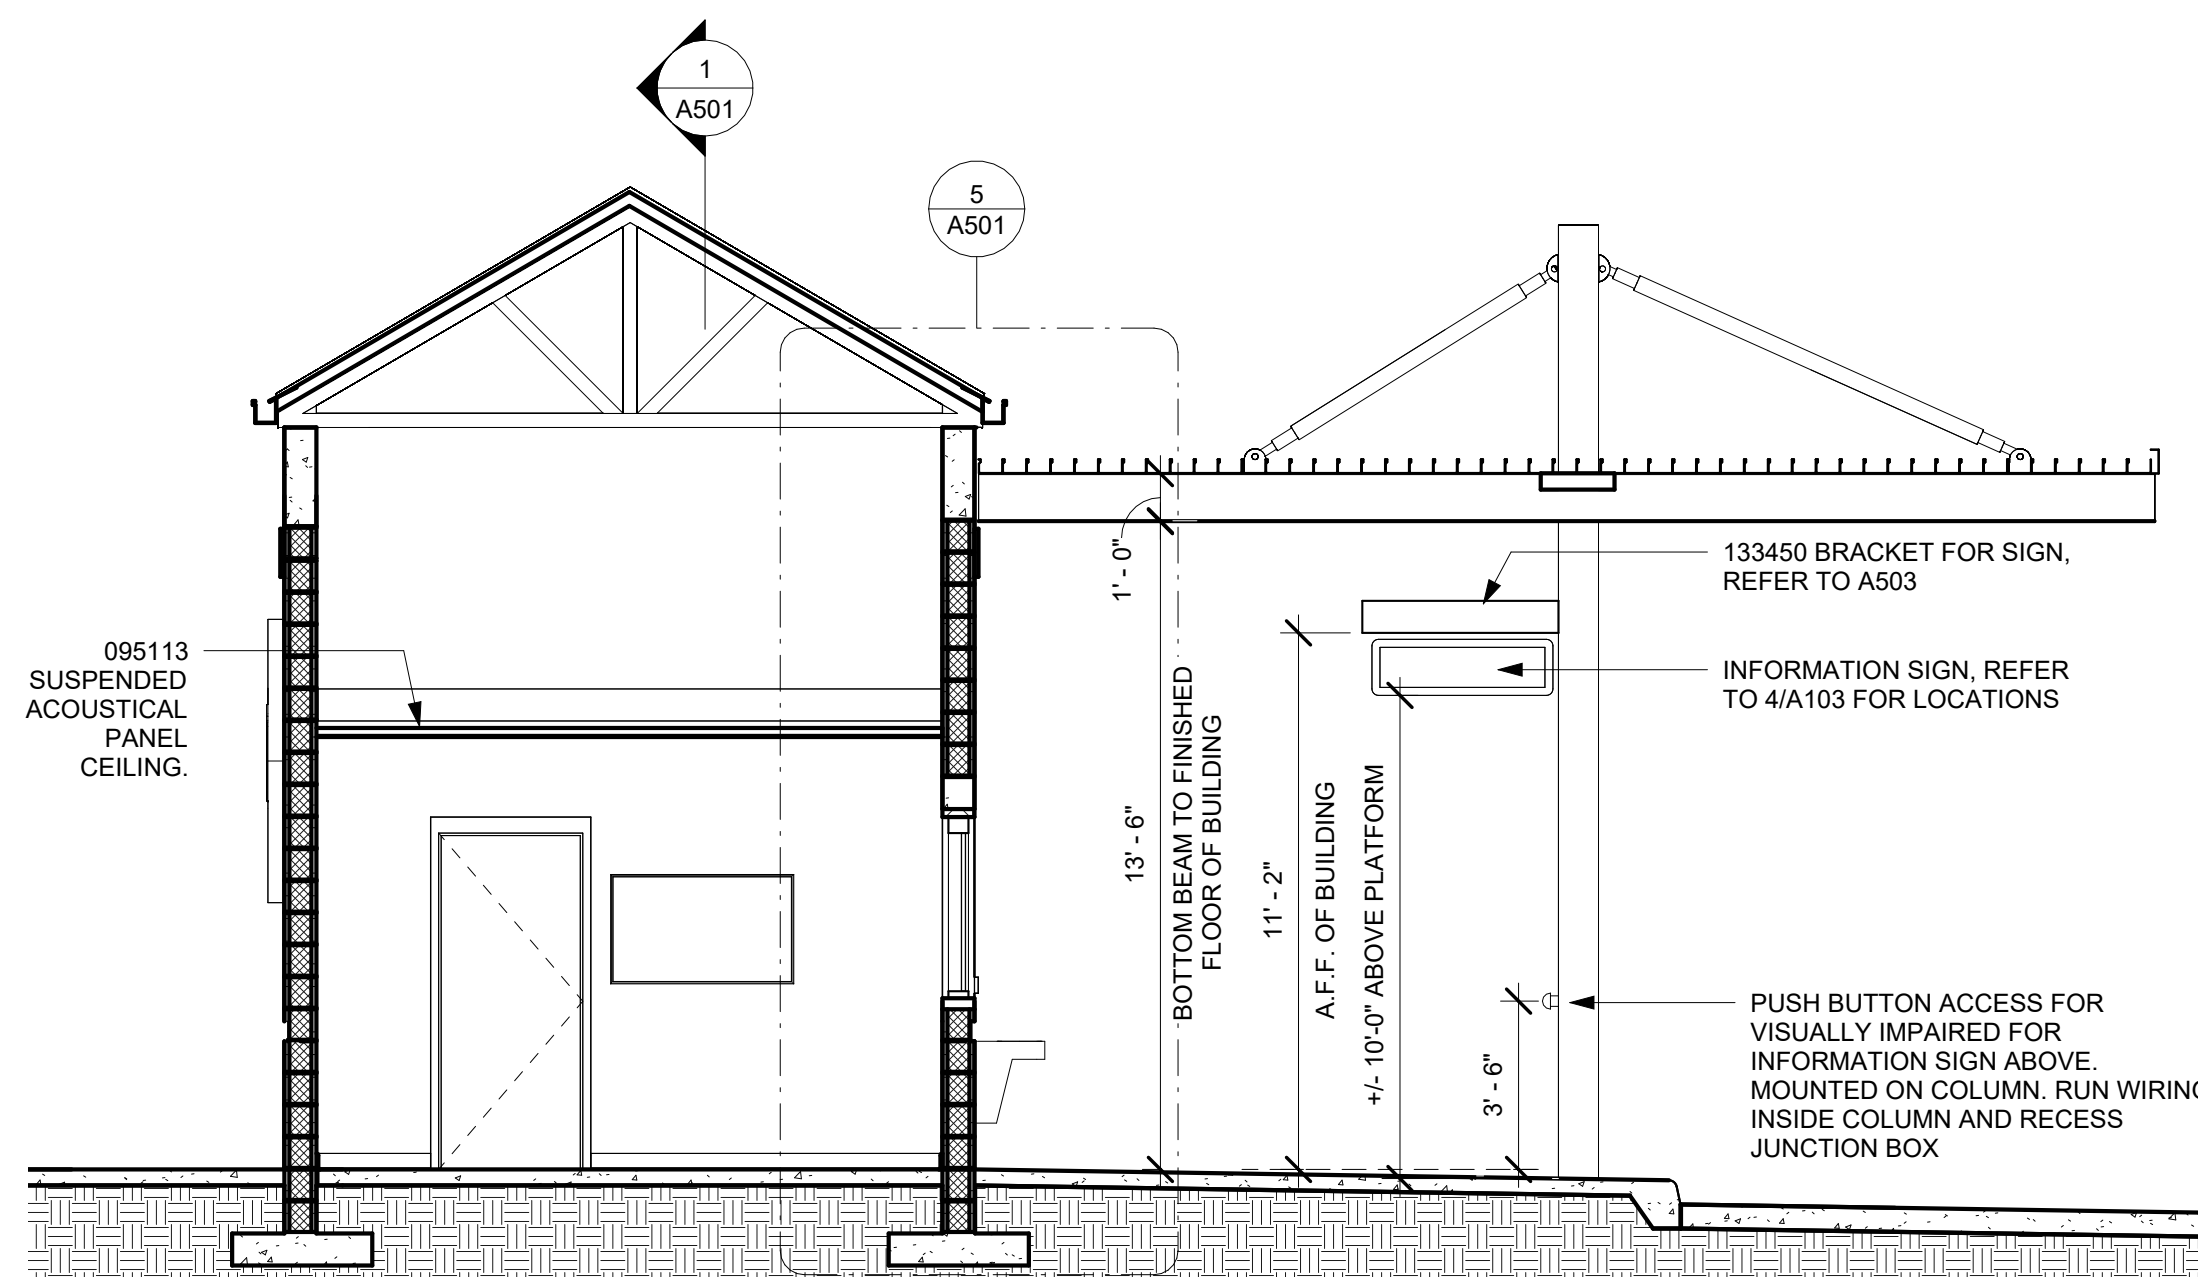 1
A501
5
A501
133450 BRACKET FOR SIGN,
REFER TO A503
INFORMATION SIGN, REFER
TO 4/A103 FOR LOCATIONS
095113
SUSPENDED
ACOUSTICAL
PANEL
CEILING.
1' - 0"
13' - 6"
BOTTOM BEAM TO FINISHED
FLOOR OF BUILDING
11' - 2"
A.F.F. OF BUILDING
+/- 10'-0" ABOVE PLATFORM
3' - 6"
PUSH BUTTON ACCESS FOR
VISUALLY IMPAIRED FOR
INFORMATION SIGN ABOVE.
MOUNTED ON COLUMN. RUN WIRING
INSIDE COLUMN AND RECESS
JUNCTION BOX